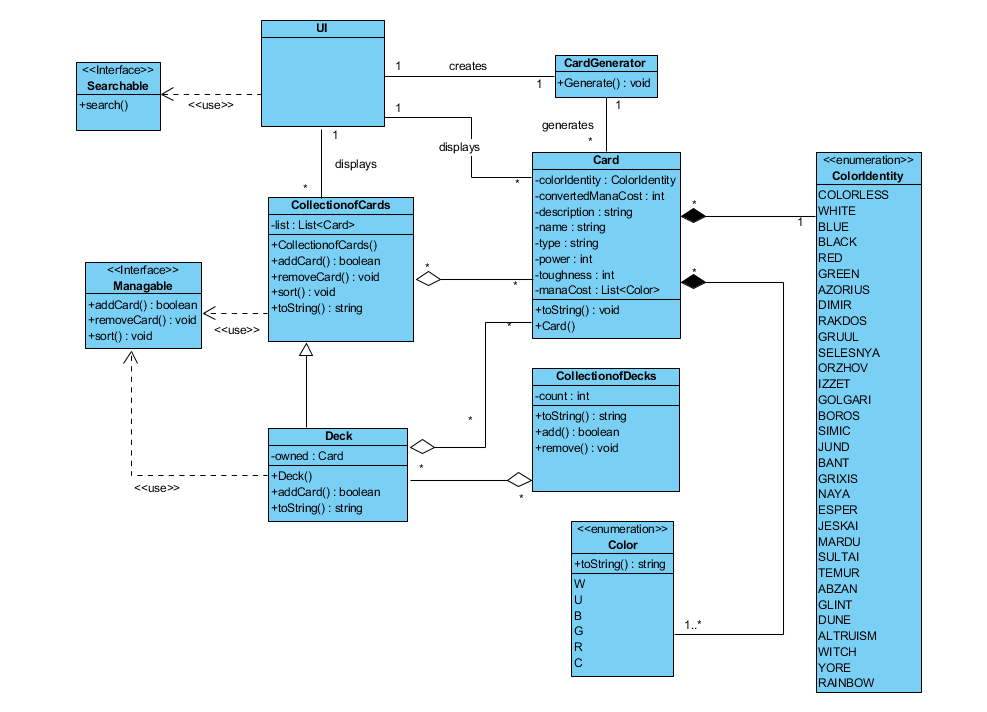 UI
<<Interface>>
Searchable
+search()
<<use>>
1
creates
1
CardGenerator
+Generate() : void
1
displays
*
1
generates
*
1
displays
*
Card
-colorIdentity : ColorIdentity
-convertedManaCost : int
-description : string
-name : string
-type : string
-power : int
-toughness : int
-manaCost : List<Color>
+toString() : void
+Card()
*
1
*
1..*
<<enumeration>>
ColorIdentity
COLORLESS
WHITE
BLUE
BLACK
RED
GREEN
AZORIUS
DIMIR
RAKDOS
GRUUL
SELESNYA
ORZHOV
IZZET
GOLGARI
BOROS
SIMIC
JUND
BANT
GRIXIS
NAYA
ESPER
JESKAI
MARDU
SULTAI
TEMUR
ABZAN
GLINT
DUNE
ALTRUISM
WITCH
YORE
RAINBOW
CollectionofCards
-list : List<Card>
+CollectionofCards()
+addCard() : boolean
+removeCard() : void
+sort() : void
+toString() : string
*
*
<<Interface>>
Managable
+addCard() : boolean
+removeCard() : void
+sort() : void
<<use>>
<<use>>
*
*
Deck
-owned : Card
+Deck()
+addCard() : boolean
+toString() : string
*
*
CollectionofDecks
-count : int
+toString() : string
+add() : boolean
+remove() : void
<<enumeration>>
Color
+toString() : string
W
U
B
G
R
C